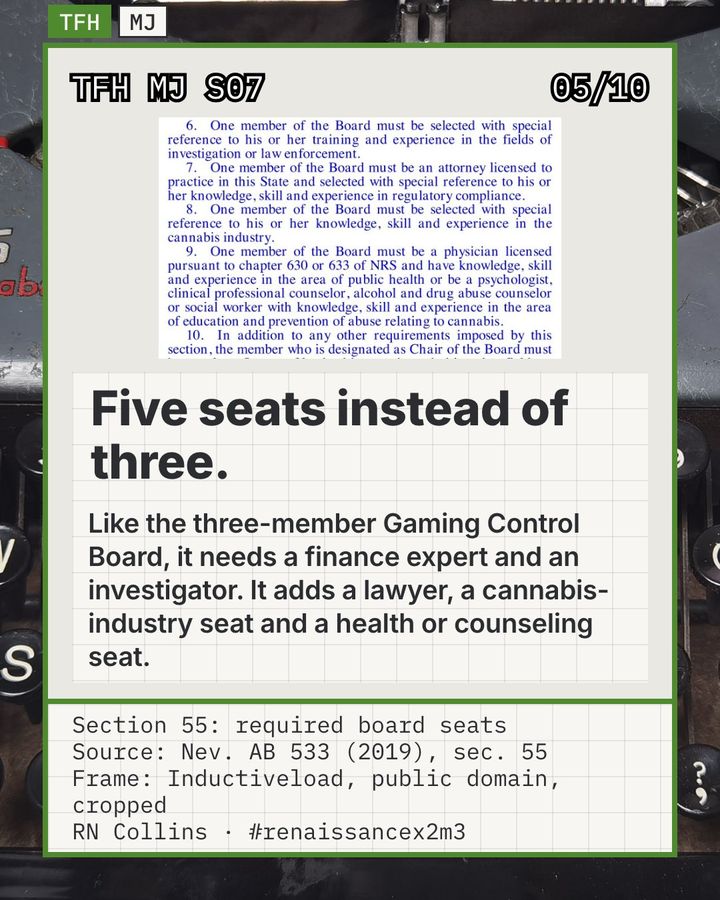 TFH MJ
TFH MJ S07 05/10
6. One member of the Board must be selected with special
reference to his or her training and experience in the fields of
investigation or law enforcement.
7. One member of the Board must be an attorney licensed to
practice in this State and selected with special reference to his or
her knowledge, skill and experience in regulatory compliance.
8. One member of the Board must be selected with special
reference to his or her knowledge, skill and experience in the
cannabis industry.
9. One member of the Board must be a physician licensed
pursuant to chapter 630 or 633 of NRS and have knowledge, skill
and experience in the area of public health or be a psychologist,
clinical professional counselor, alcohol and drug abuse counselor
or social worker with knowledge, skill and experience in the area
of education and prevention of abuse relating to cannabis.
10. In addition to any other requirements imposed by this
section, the member who is designated as Chair of the Board must
Five seats instead of
three.
Like the three-member Gaming Control
Board, it needs a finance expert and an
investigator. It adds a lawyer, a cannabis-
industry seat and a health or counseling
seat.
Section 55: required board seats
Source: Nev. AB 533 (2019), sec. 55
Frame: Inductiveload, public domain,
cropped
RN Collins · #renaissancex2m3
S